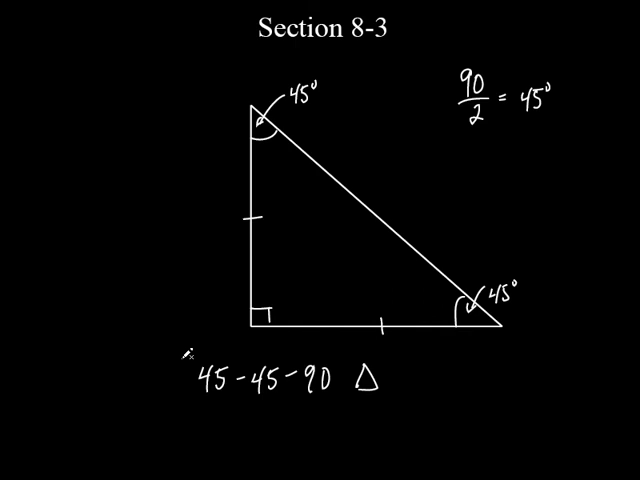 Section 8-3
45°
90/2 = 45°
45°
45-45-90 △